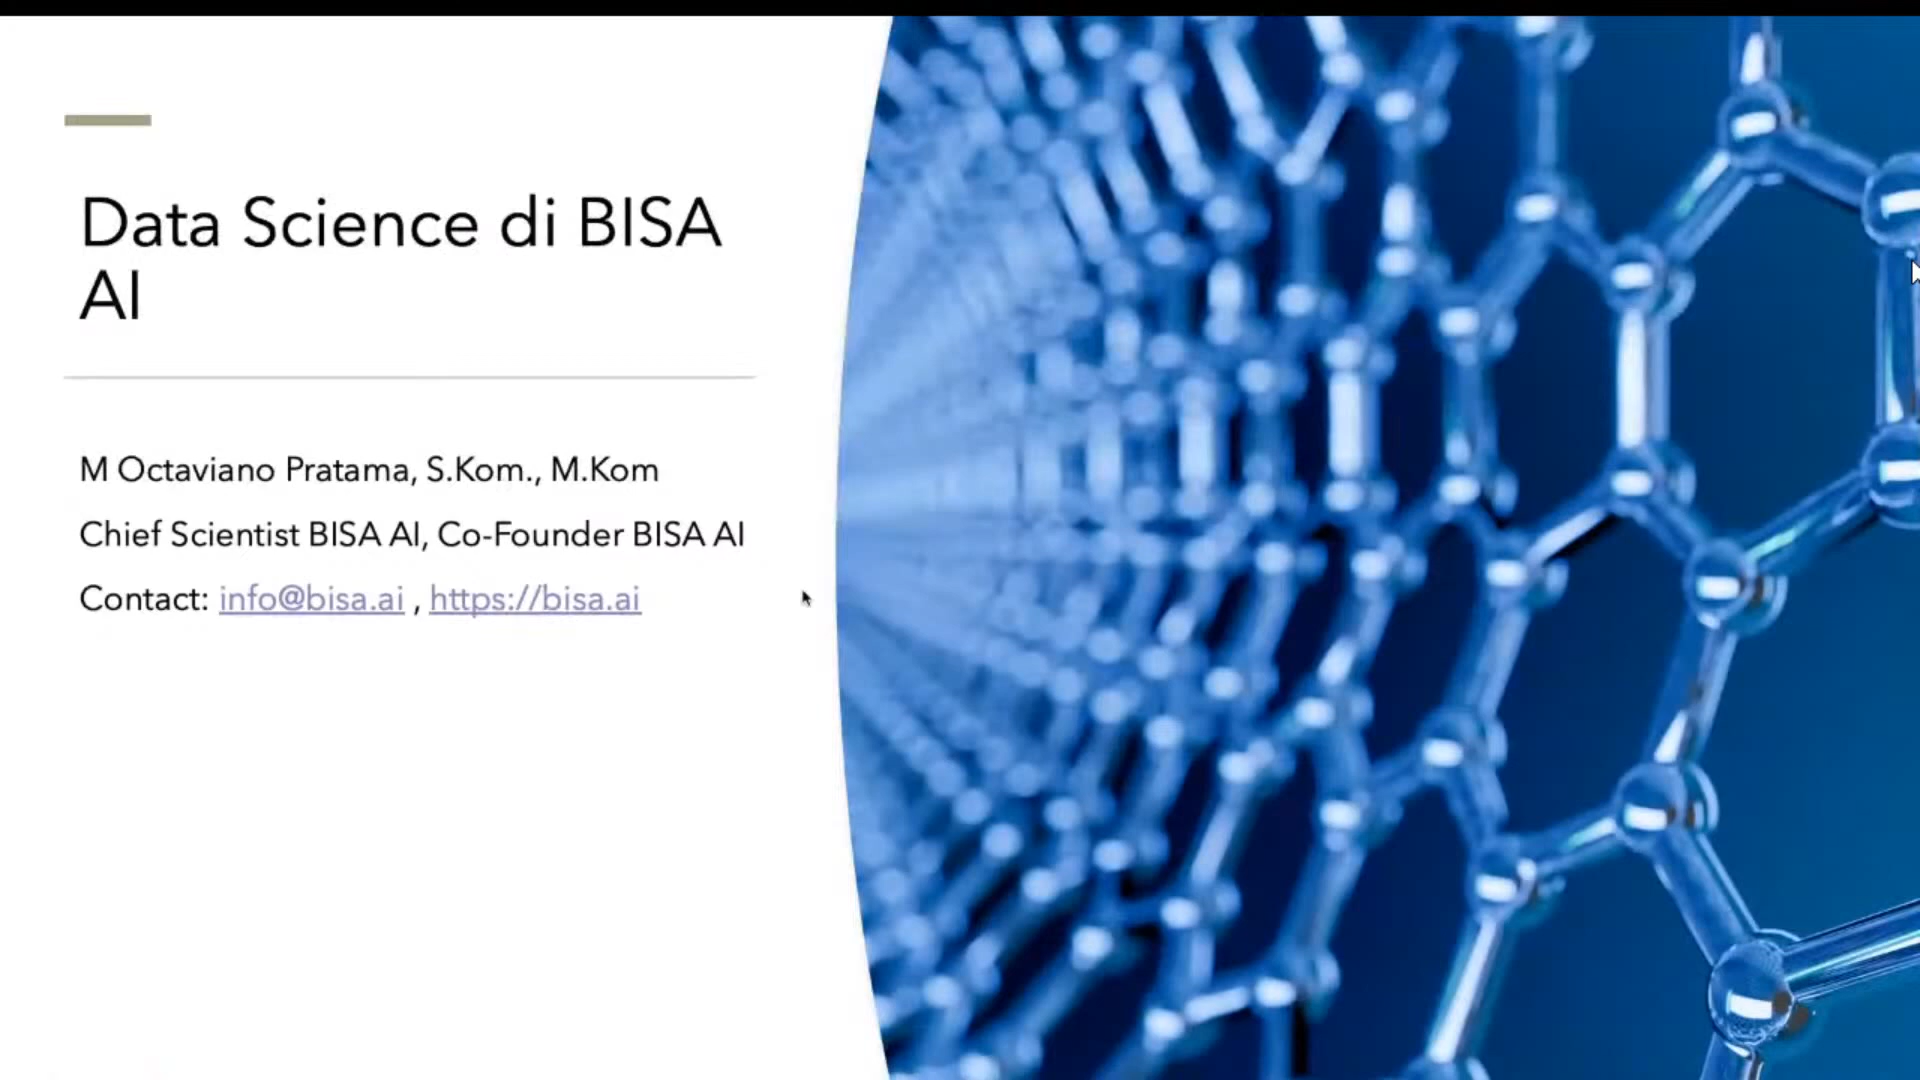 Data Science di BISA
AI
M Octaviano Pratama, S.Kom., M.Kom
Chief Scientist BISA AI, Co-Founder BISA AI
Contact: info@bisa.ai , https://bisa.ai